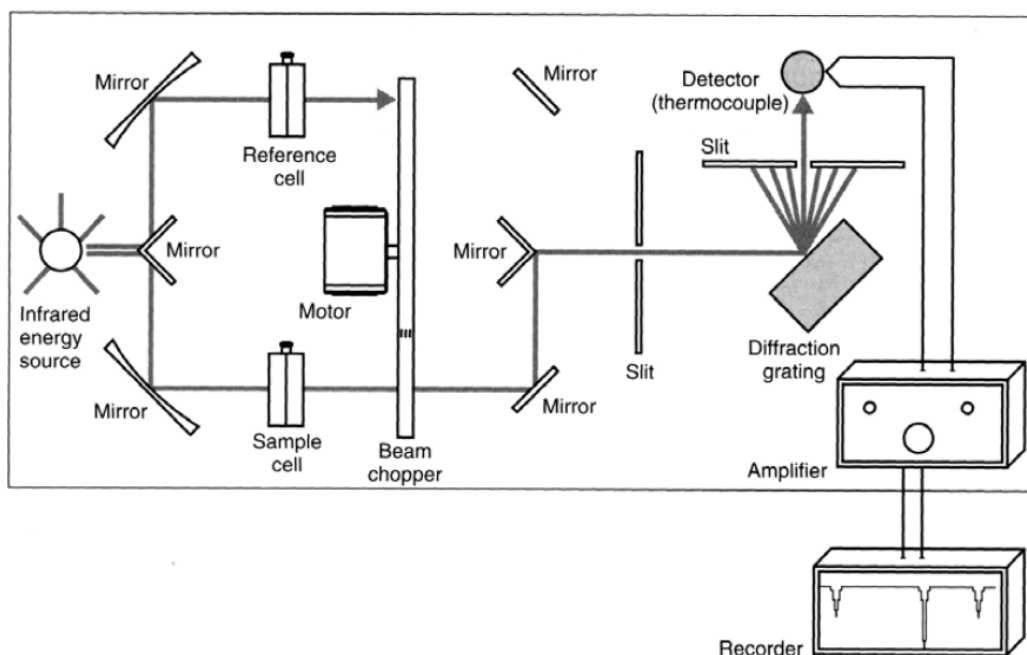 Mirror
Reference
cell
Mirror
Detector
(thermocouple)
Slit
Infrared
energy
source
Mirror
Motor
Mirror
Slit
Diffraction
grating
Mirror
Sample
cell
Beam
chopper
Mirror
Amplifier
Recorder